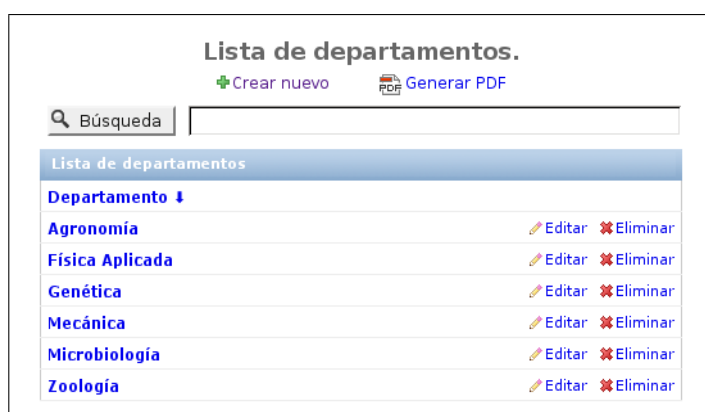 Lista de departamentos.
Crear nuevo PDF Generar PDF
Búsqueda
Lista de departamentos
Departamento ⬇
Agronomía Editar Eliminar
Física Aplicada Editar Eliminar
Genética Editar Eliminar
Mecánica Editar Eliminar
Microbiología Editar Eliminar
Zoología Editar Eliminar